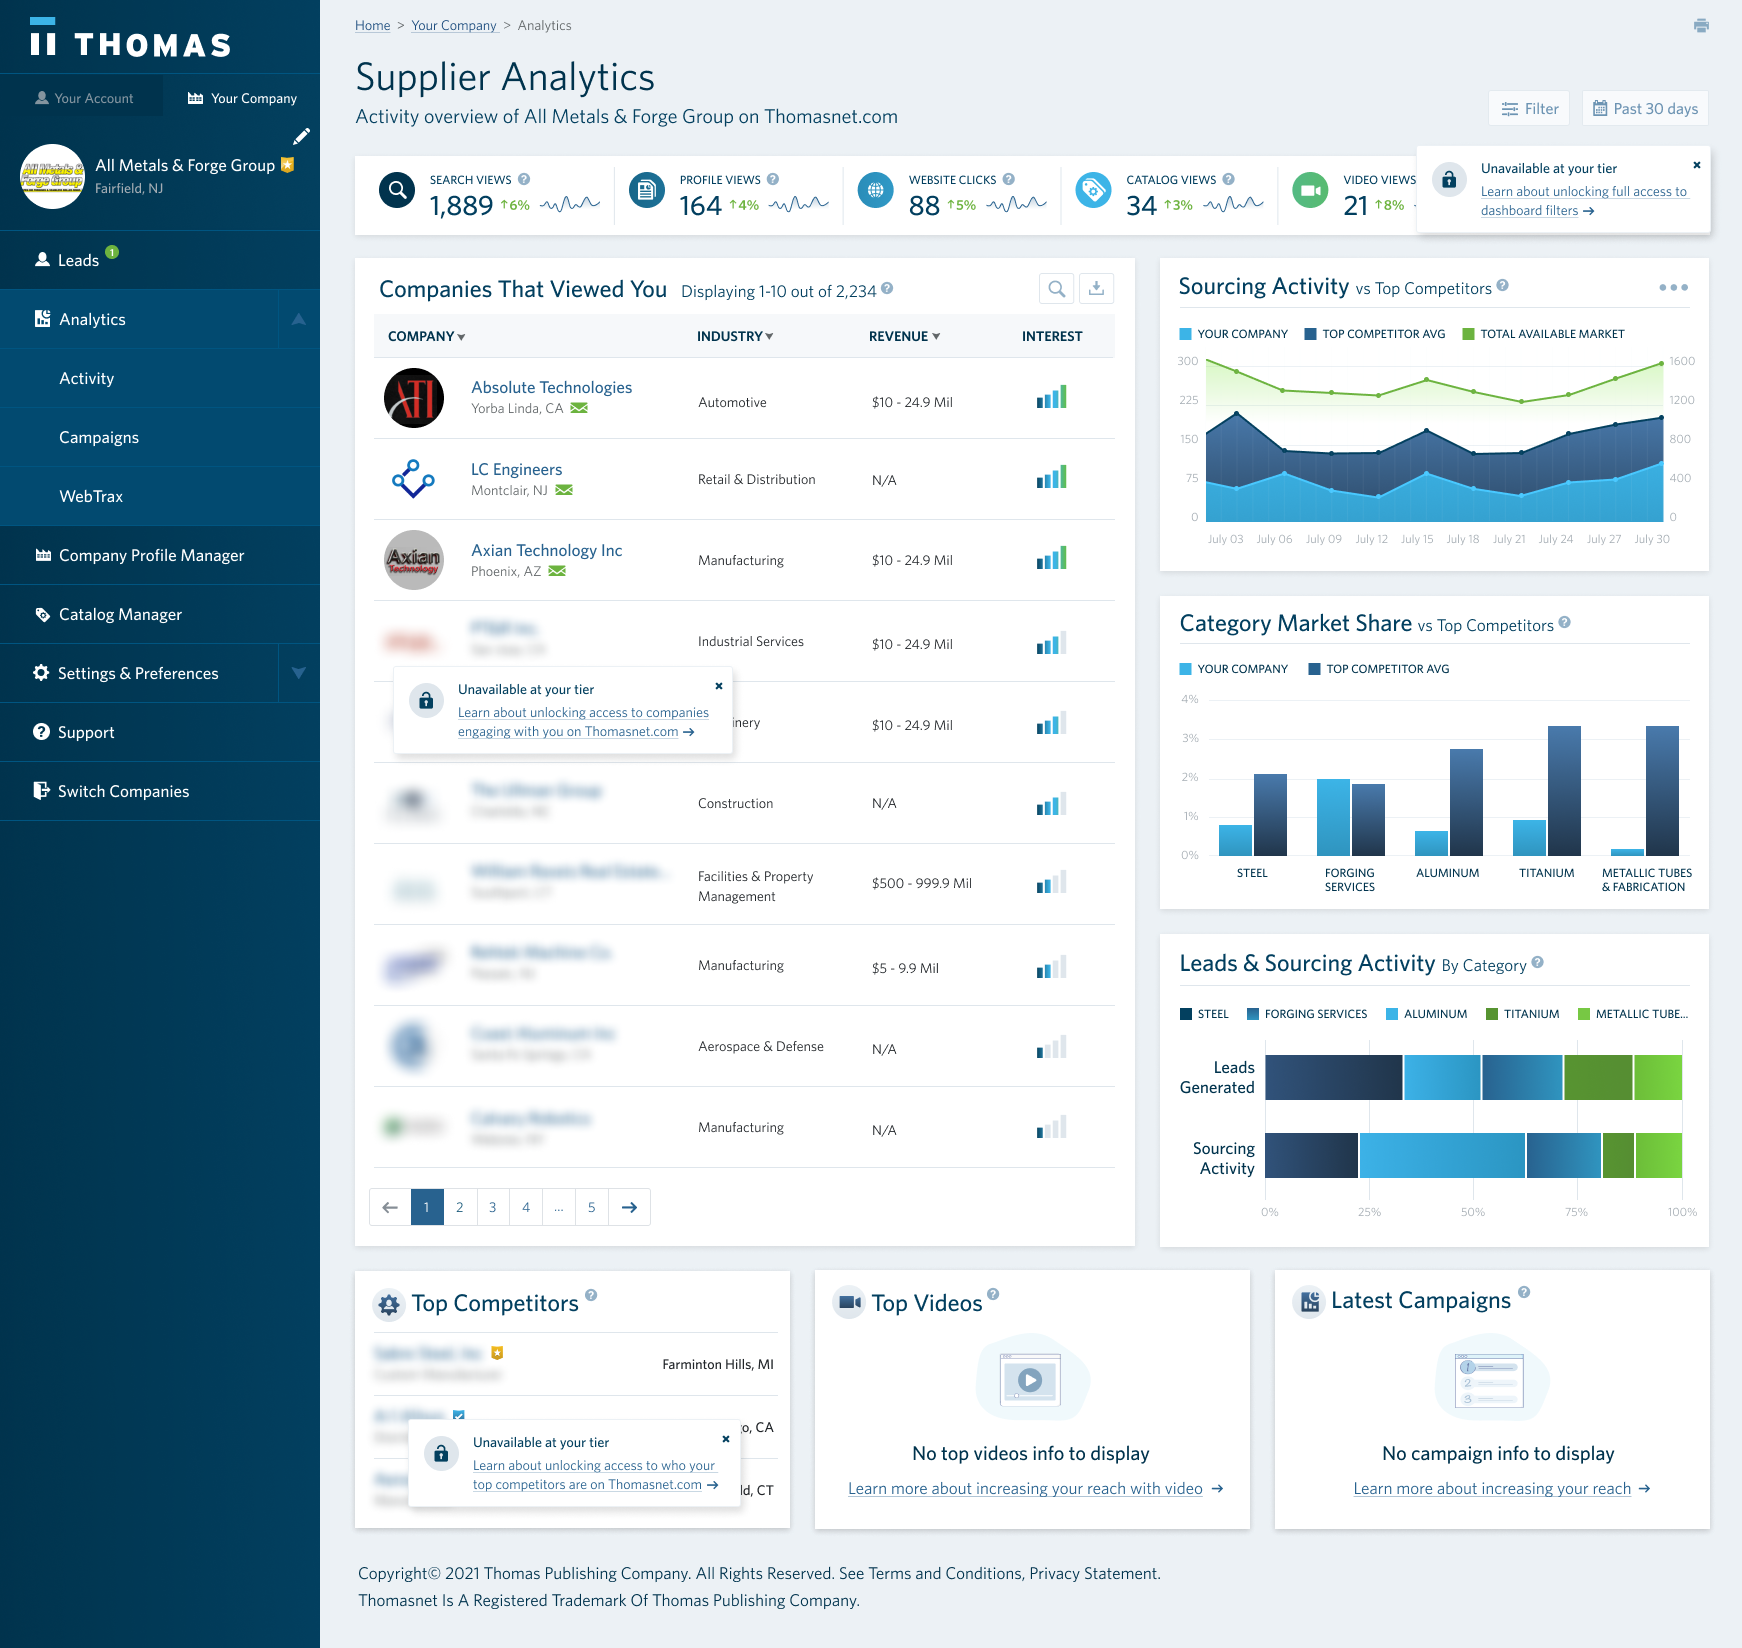 THOMAS
Your Account
Your Company
All Metals & Forge Group
All Metals & Forge Group
Fairfield, NJ
Leads 1
Analytics
Activity
Campaigns
WebTrax
Company Profile Manager
Catalog Manager
Settings & Preferences
Support
Switch Companies
Home > Your Company > Analytics
Supplier Analytics
Activity overview of All Metals & Forge Group on Thomasnet.com
Filter
Past 30 days
SEARCH VIEWS ?
1,889 6%
PROFILE VIEWS ?
164 4%
WEBSITE CLICKS ?
88 5%
CATALOG VIEWS ?
34 3%
VIDEO VIEWS
21 8%
Unavailable at your tier
Learn about unlocking full access to
dashboard filters →
Companies That Viewed You Displaying 1-10 out of 2,234 ?
COMPANY INDUSTRY REVENUE INTEREST
ATI
Absolute Technologies
Yorba Linda, CA
Automotive
$10 - 24.9 Mil
LC Engineers
Montclair, NJ
Retail & Distribution
N/A
Axian
Technology
Axian Technology Inc
Phoenix, AZ
Manufacturing
$10 - 24.9 Mil
Industrial Services
$10 - 24.9 Mil
Unavailable at your tier
Learn about unlocking access to companies
engaging with you on Thomasnet.com →
inery
$10 - 24.9 Mil
Construction
N/A
Facilities & Property
Management
$500 - 999.9 Mil
Manufacturing
$5 - 9.9 Mil
Aerospace & Defense
N/A
Manufacturing
N/A
← 1 2 3 4 ... 5 →
Sourcing Activity vs Top Competitors ?
YOUR COMPANY TOP COMPETITOR AVG TOTAL AVAILABLE MARKET
300 1600
225 1200
150 800
75 400
0 0
July 03 July 06 July 09 July 12 July 15 July 18 July 21 July 24 July 27 July 30
Category Market Share vs Top Competitors ?
YOUR COMPANY TOP COMPETITOR AVG
4%
3%
2%
1%
0%
STEEL
FORGING
SERVICES
ALUMINUM
TITANIUM
METALLIC TUBES
& FABRICATION
Leads & Sourcing Activity By Category ?
STEEL FORGING SERVICES ALUMINUM TITANIUM METALLIC TUBE...
Leads
Generated
Sourcing
Activity
0% 25% 50% 75% 100%
Top Competitors ?
Farminton Hills, MI
o, CA
Unavailable at your tier
Learn about unlocking access to who your
top competitors are on Thomasnet.com →
ld, CT
Top Videos ?
No top videos info to display
Learn more about increasing your reach with video →
Latest Campaigns ?
1
2
3
No campaign info to display
Learn more about increasing your reach →
Copyright© 2021 Thomas Publishing Company. All Rights Reserved. See Terms and Conditions, Privacy Statement.
Thomasnet Is A Registered Trademark Of Thomas Publishing Company.